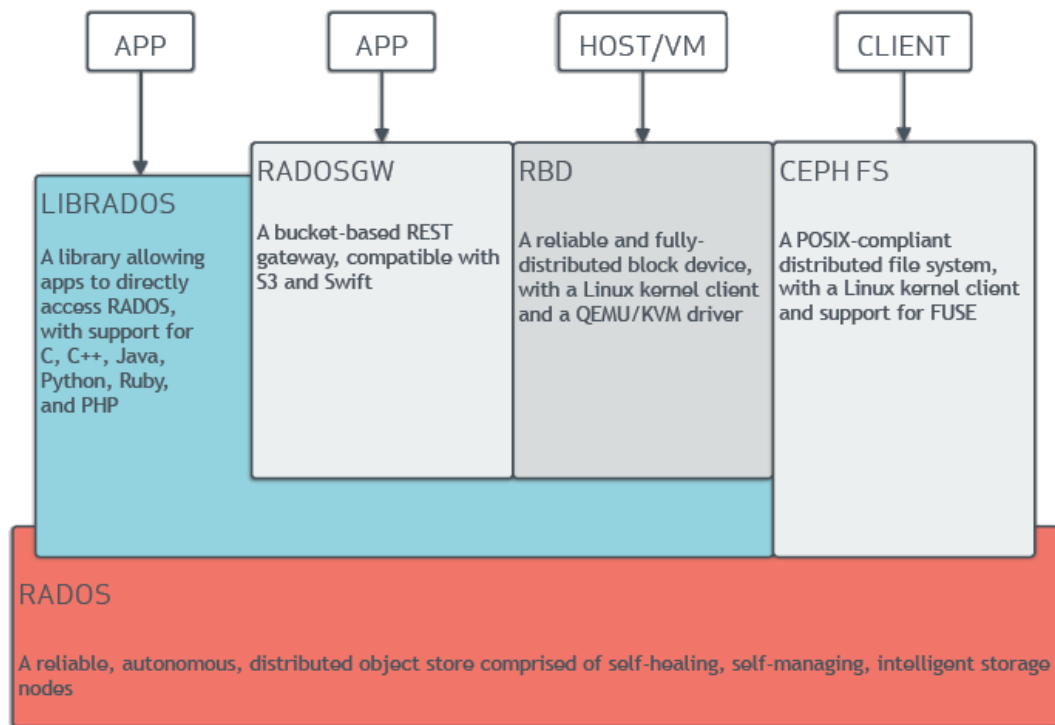 APP
APP
HOST/VM
CLIENT
LIBRADOS
A library allowing
apps to directly
access RADOS,
with support for
C, C++, Java,
Python, Ruby,
and PHP
RADOSGW
A bucket-based REST
gateway, compatible with
S3 and Swift
RBD
A reliable and fully-
distributed block device,
with a Linux kernel client
and a QEMU/KVM driver
CEPH FS
A POSIX-compliant
distributed file system,
with a Linux kernel client
and support for FUSE
RADOS
A reliable, autonomous, distributed object store comprised of self-healing, self-managing, intelligent storage
nodes